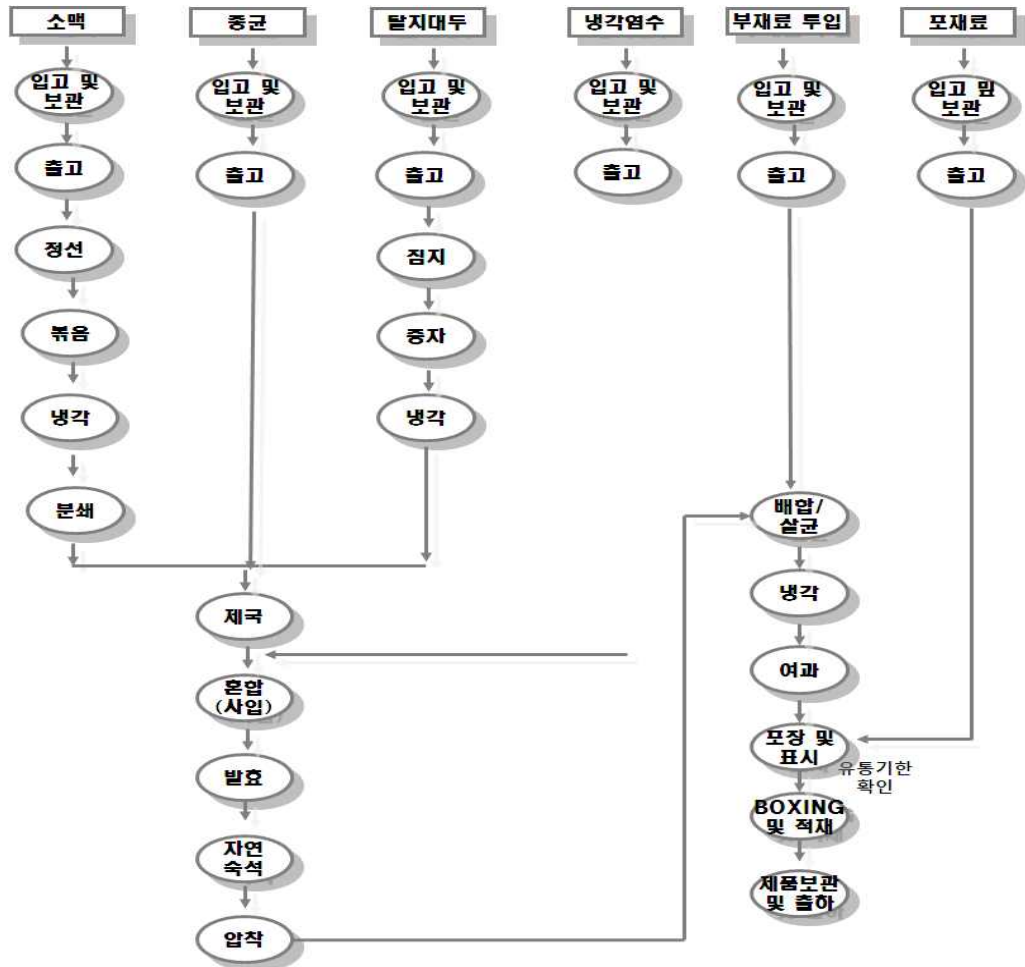 소맥
종균
탈지대두
냉각염수
부재료 투입
포재료
입고 및
보관
입고 및
보관
입고 및
보관
입고 및
보관
입고 및
보관
입고 밒
보관
출고
출고
출고
출고
출고
출고
정선
짐지
볶음
증자
냉각
냉각
분쇄
배합/
살균
제국
냉각
혼합
(사입)
여과
발효
포장 및
표시
유통기한
확인
자연
숙석
BOXING
및 적재
압착
제품보관
및 출하